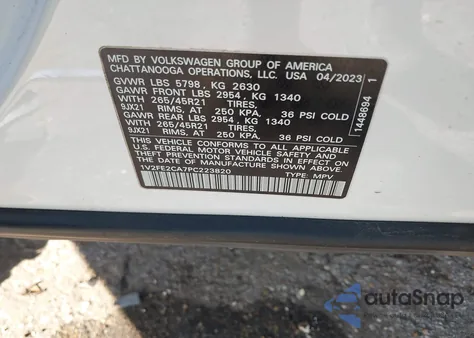 MFD. BY VOLKSWAGEN GROUP OF AMERICA
CHATTANOOGA OPERATIONS, LLC. USA 04/2023
GVWR LBS 5798, KG 2630
GAWR FRONT LBS 2954, KG 1340
WITH 265/45R21 TIRES,
9JX21 RIMS, AT 250 KPA. 36 PSI COLD
GAWR REAR LBS 2954, KG 1340
WITH 265/45R21 TIRES,
9JX21 RIMS, AT 250 KPA. 36 PSI COLD
THIS VEHICLE CONFORMS TO ALL APPLICABLE
U.S. FEDERAL MOTOR VEHICLE SAFETY AND
THEFT PREVENTION STANDARDS IN EFFECT ON
THE DATE OF MANUFACTURE SHOWN ABOVE.
1V2FE2CA7PC223820 TYPE: MPV
1448694 1
autoSnap